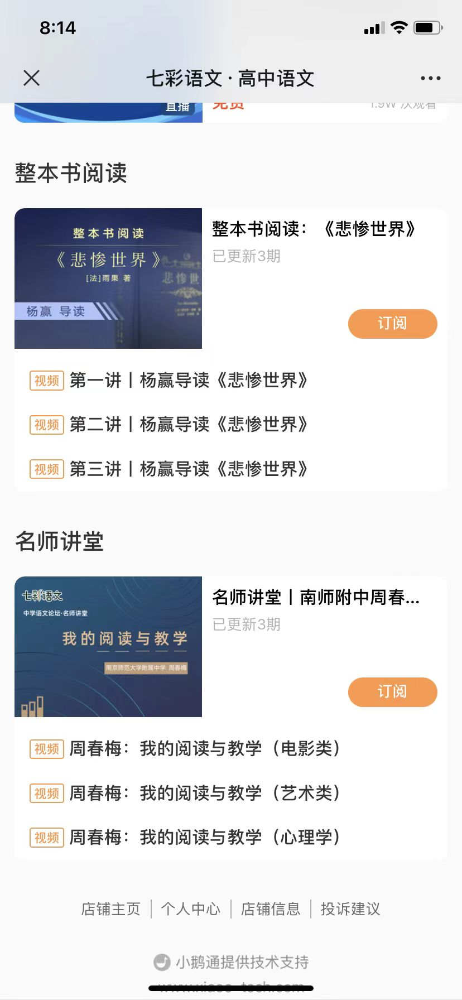 8:14
七彩语文 · 高中语文
直播
免费
1.9W 次观看
整本书阅读
整本书阅读
《悲惨世界》
[法]雨果 著
悲惨世
杨赢 导读
整本书阅读：《悲惨世界》
已更新3期
订阅
视频 第一讲丨杨赢导读《悲惨世界》
视频 第二讲丨杨赢导读《悲惨世界》
视频 第三讲丨杨赢导读《悲惨世界》
名师讲堂
七彩语文
中学语文论坛·名师讲堂
我的阅读与教学
南京师范大学附属中学 周春梅
名师讲堂丨南师附中周春...
已更新3期
订阅
视频 周春梅：我的阅读与教学（电影类）
视频 周春梅：我的阅读与教学（艺术类）
视频 周春梅：我的阅读与教学（心理学）
店铺主页 | 个人中心 | 店铺信息 | 投诉建议
小鹅通提供技术支持